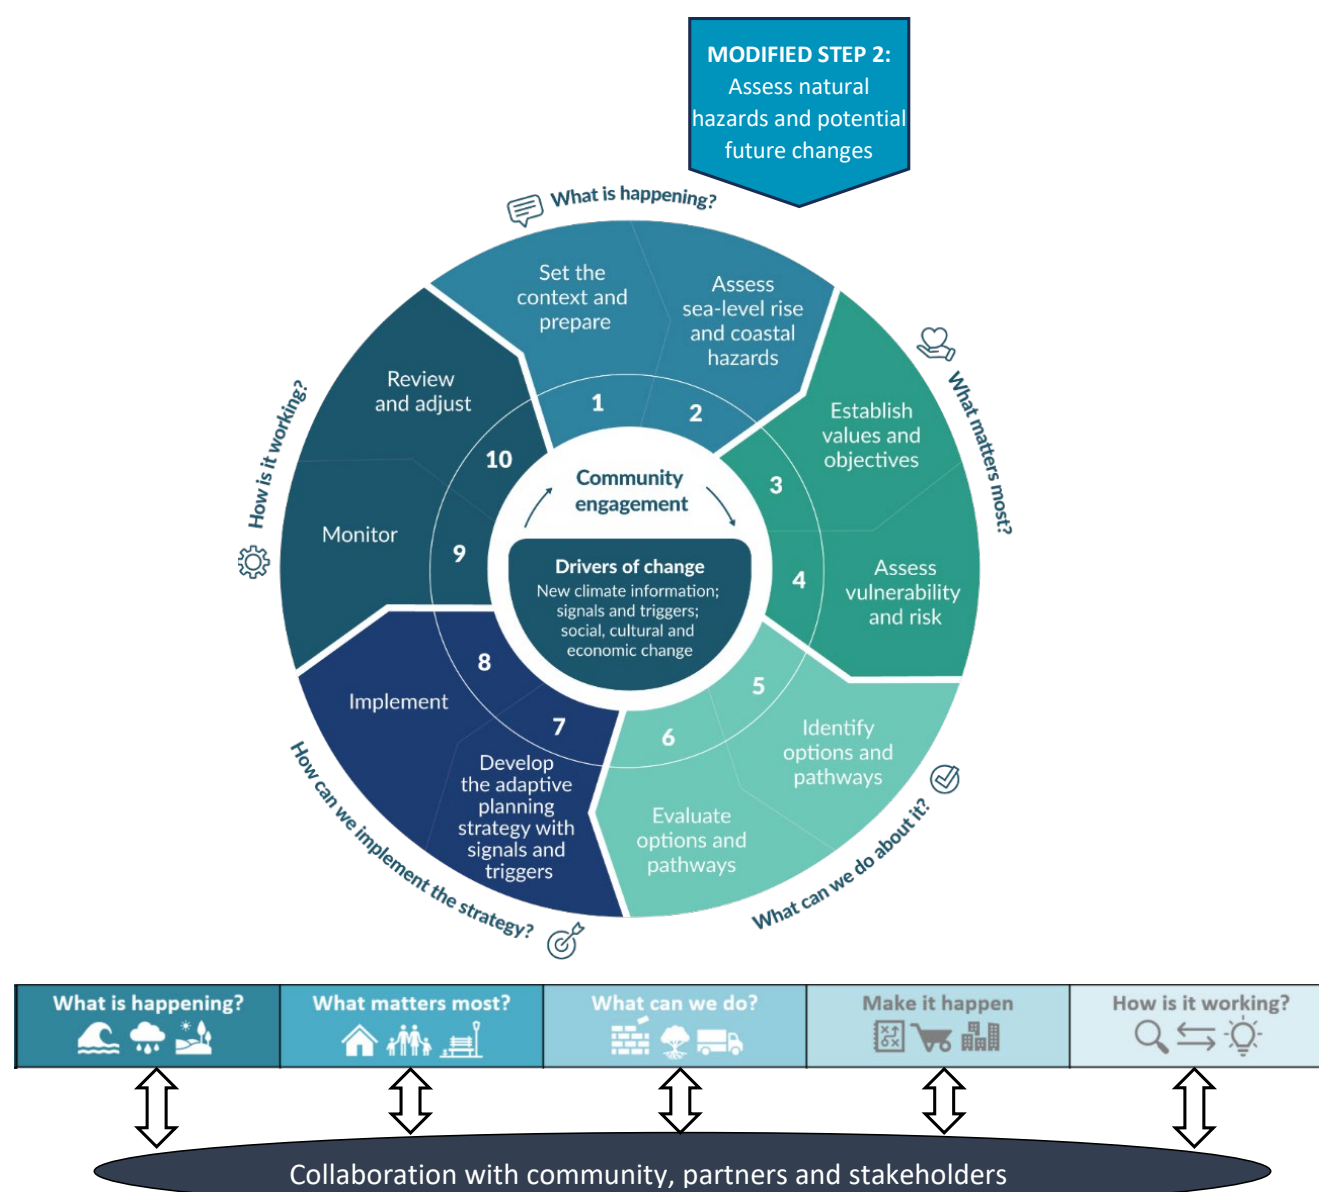 MODIFIED STEP 2:
Assess natural
hazards and potential
future changes
What is happening?
Set the
context and
prepare
1
Assess
sea-level rise
and coastal
hazards
2
What matters most?
Establish
values and
objectives
3
Assess
vulnerability
and risk
4
What can we do about it?
Identify
options and
pathways
5
Evaluate
options and
pathways
6
How can we implement the strategy?
Develop
the adaptive
planning
strategy with
signals and
triggers
7
Implement
8
How is it working?
Monitor
9
Review
and adjust
10
Community
engagement
Drivers of change
New climate information;
signals and triggers;
social, cultural and
economic change
What is happening?
What matters most?
What can we do?
Make it happen
How is it working?
Collaboration with community, partners and stakeholders